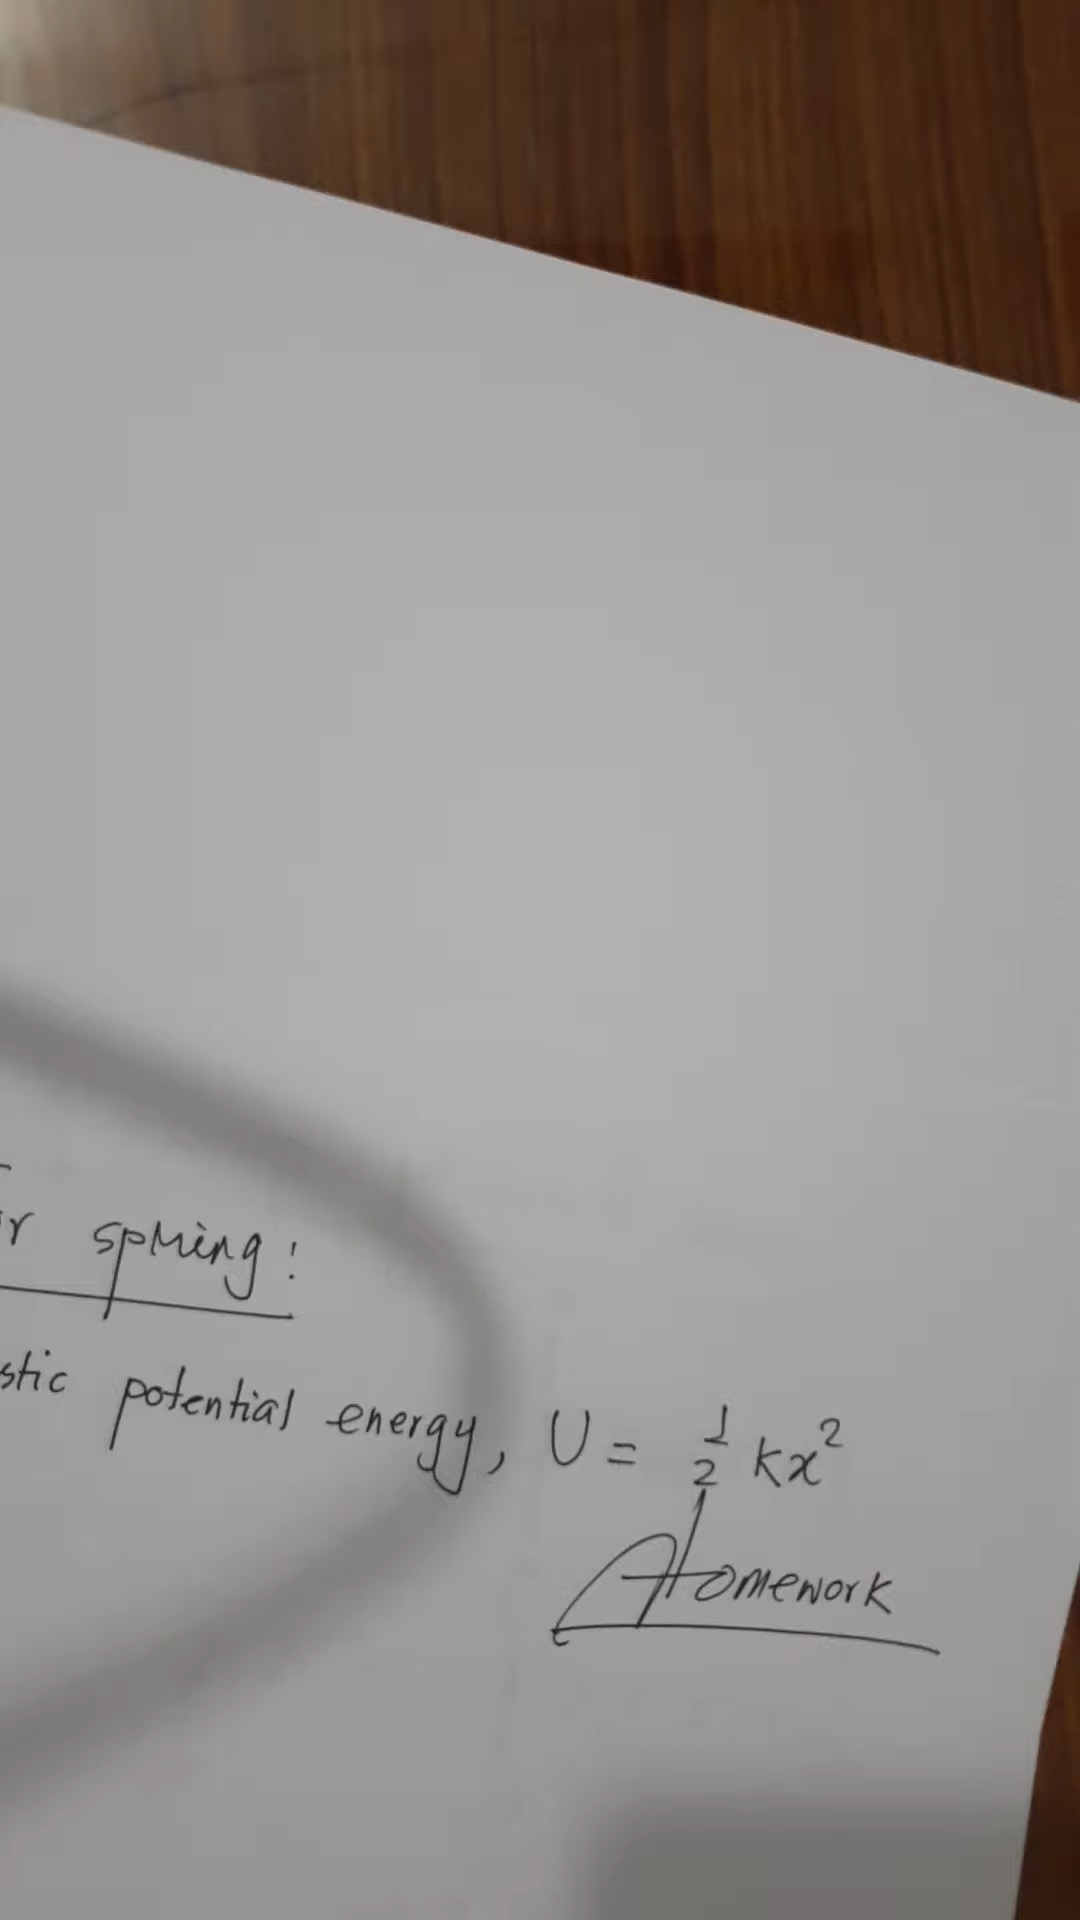 spring:
potential energy, U = 1/2 kx²
Homework